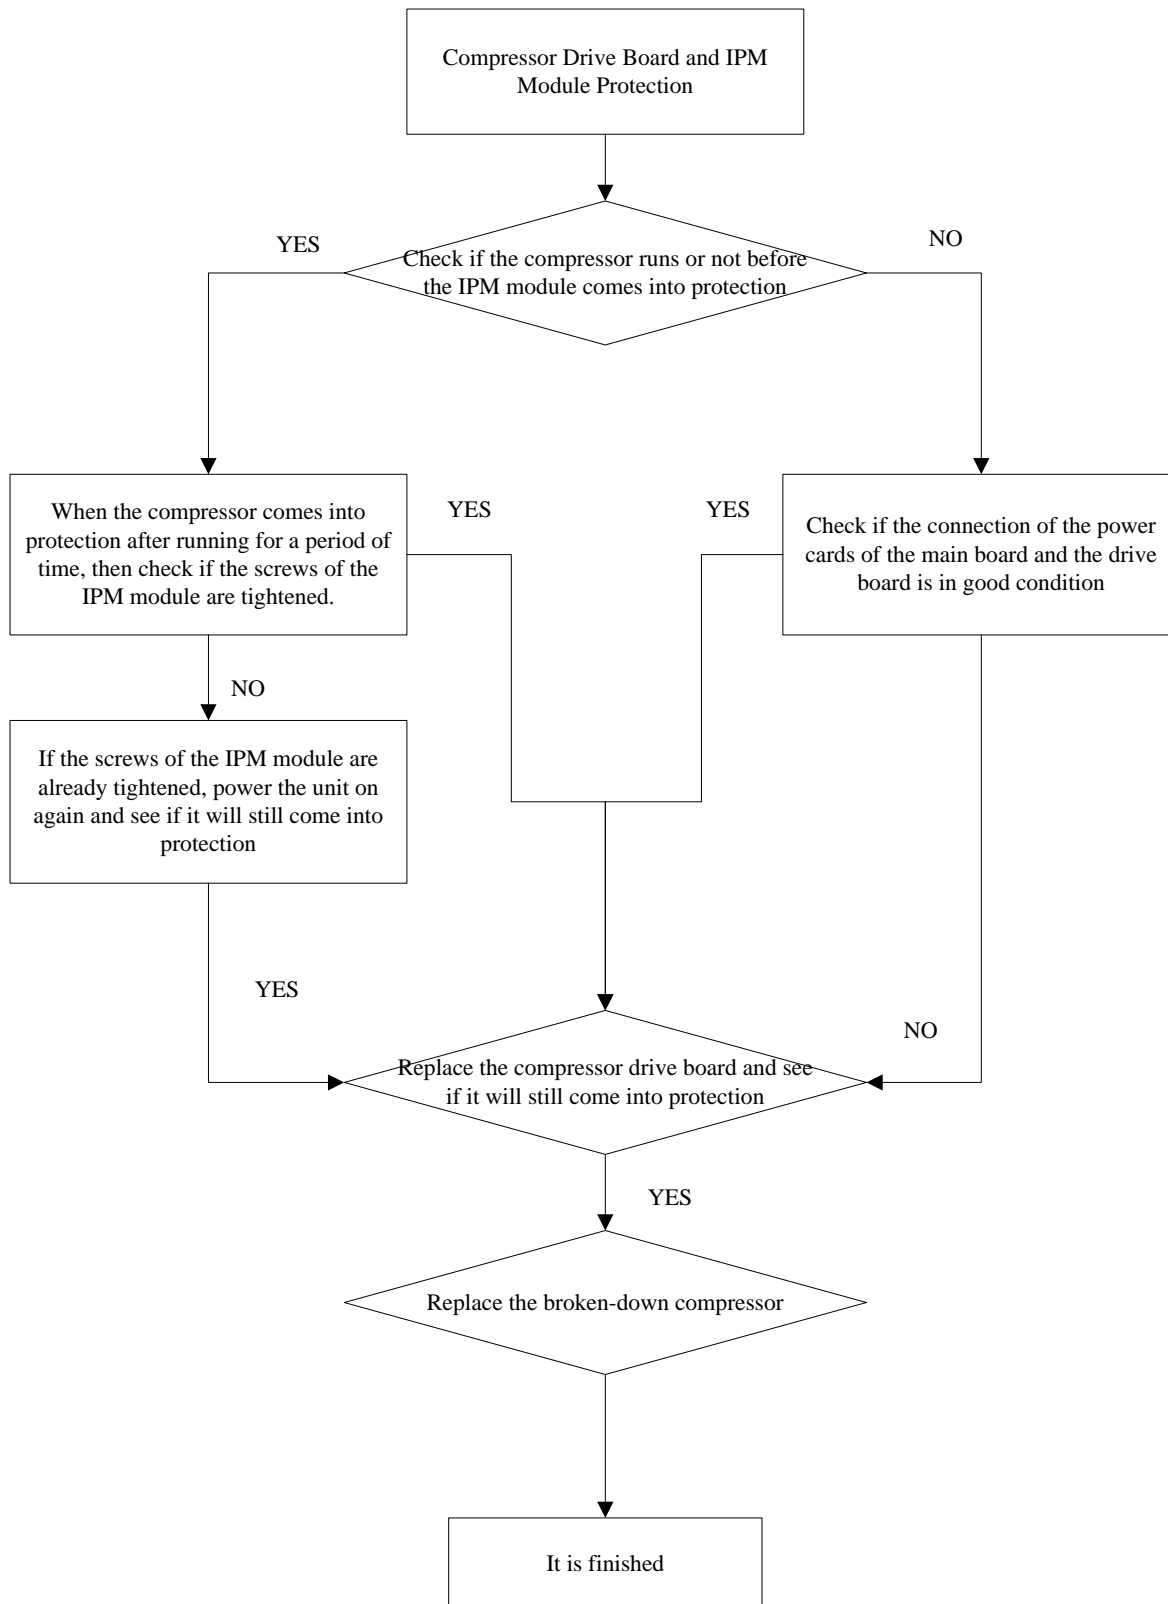 Compressor Drive Board and IPM
Module Protection
YES
NO
Check if the compressor runs or not before
the IPM module comes into protection
When the compressor comes into
protection after running for a period of
time, then check if the screws of the
IPM module are tightened.
YES
YES
Check if the connection of the power
cards of the main board and the drive
board is in good condition
NO
If the screws of the IPM module are
already tightened, power the unit on
again and see if it will still come into
protection
YES
NO
Replace the compressor drive board and see
if it will still come into protection
YES
Replace the broken-down compressor
It is finished